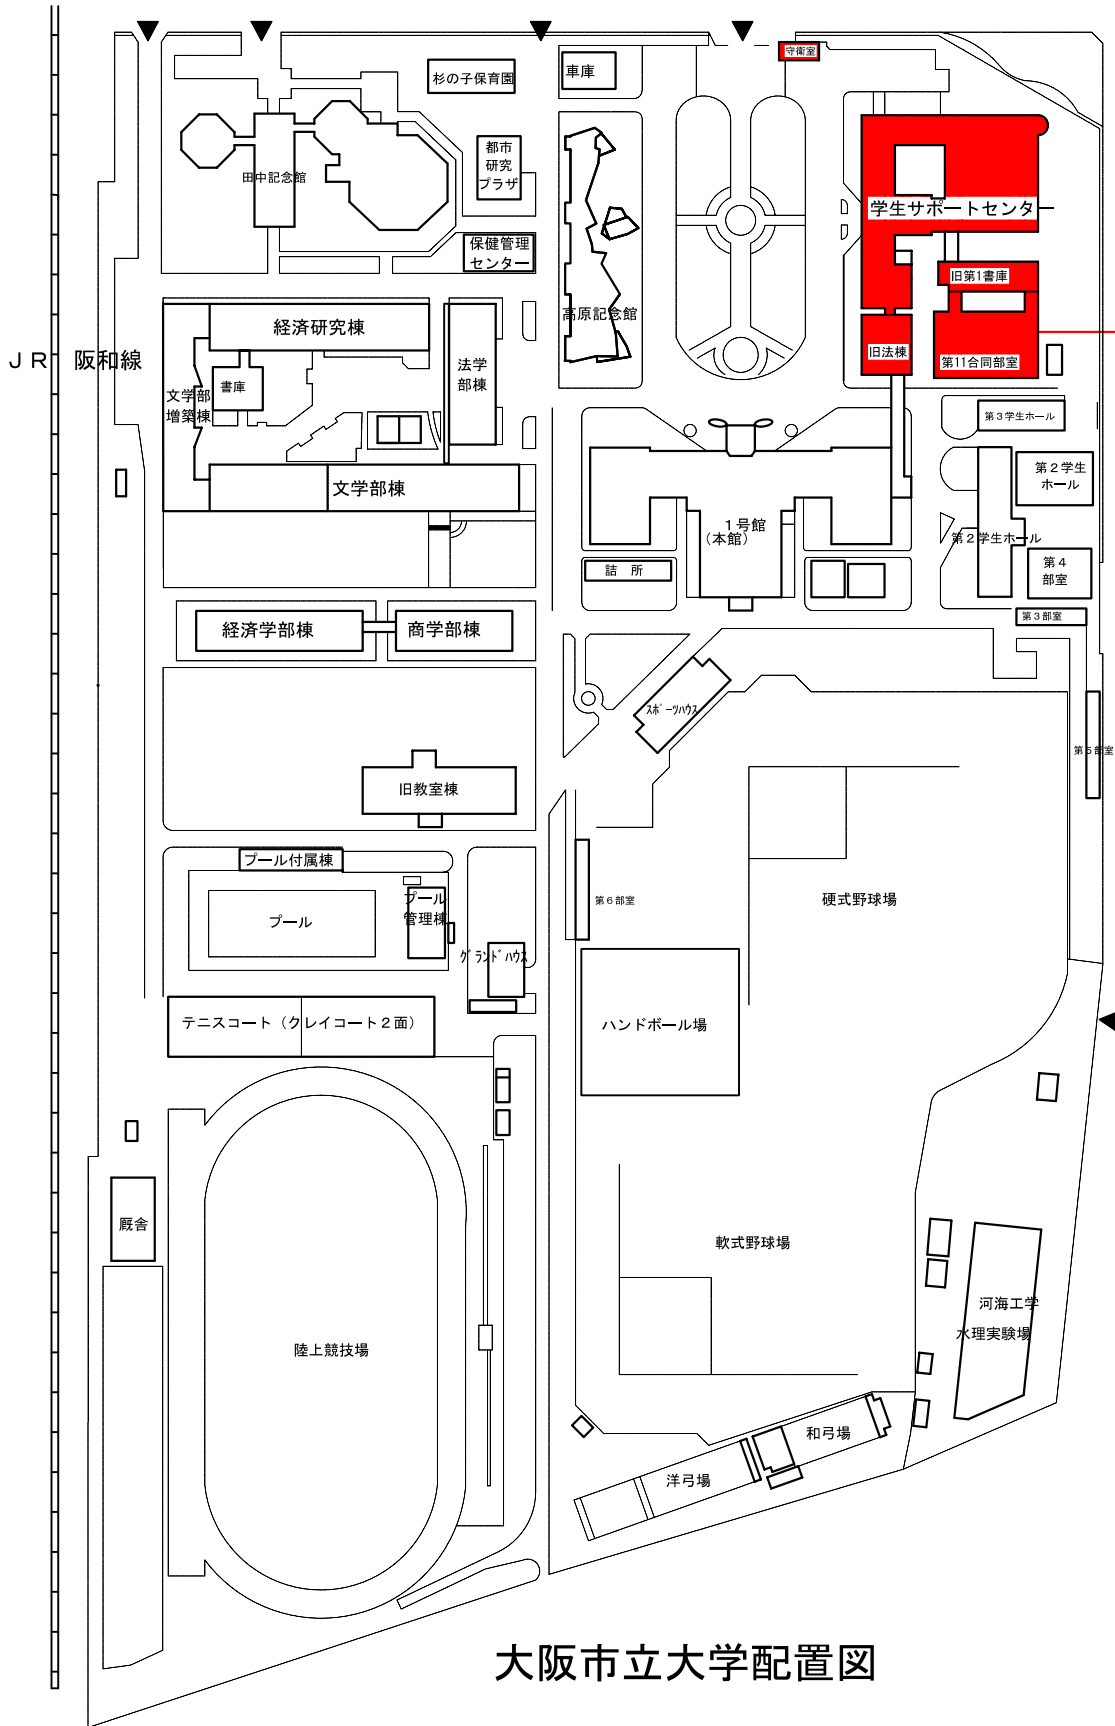 守衛室
杉の子保育園
車庫
都市
研究
プラザ
田中記念館
学生サポートセンター
保健管理
センター
旧第1書庫
高原記念館
経済研究棟
旧法棟
第11合同部室
ＪＲ　阪和線
法学
部棟
書庫
文学部
増築棟
第３学生ホール
第２学生
ホール
文学部棟
１号館
（本館）
第２学生ホール
詰　所
第４
部室
第３部室
経済学部棟
商学部棟
ｽﾎﾟｰﾂﾊｳｽ
第５部室
旧教室棟
プール付属棟
プール
管理棟
プール
第６部室
硬式野球場
ｸﾞﾗﾝﾄﾞﾊｳｽ
テニスコート（クレイコート２面）
ハンドボール場
厩舎
軟式野球場
河海工学
水理実験場
陸上競技場
和弓場
洋弓場
大阪市立大学配置図